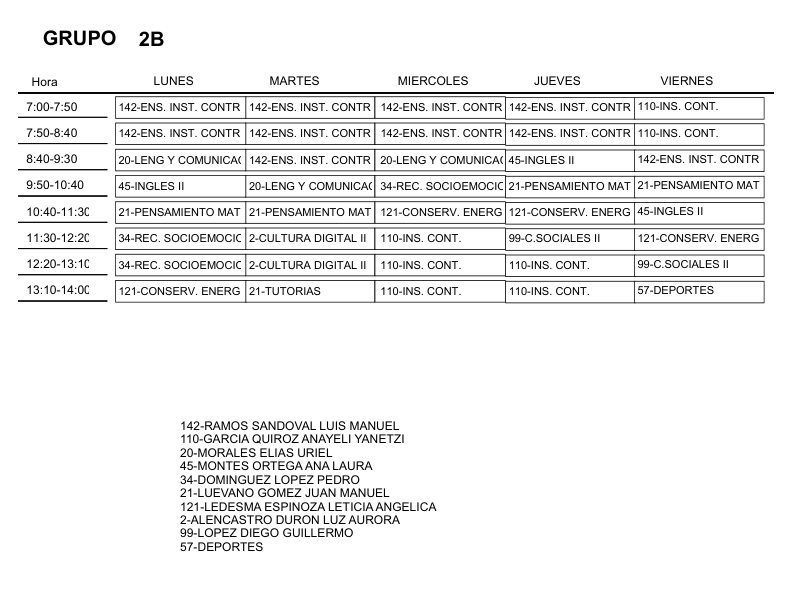 GRUPO 2B
Hora LUNES MARTES MIERCOLES JUEVES VIERNES
7:00-7:50 142-ENS. INST. CONTR 142-ENS. INST. CONTR 142-ENS. INST. CONTR 142-ENS. INST. CONTR 110-INS. CONT.
7:50-8:40 142-ENS. INST. CONTR 142-ENS. INST. CONTR 142-ENS. INST. CONTR 142-ENS. INST. CONTR 110-INS. CONT.
8:40-9:30 20-LENG Y COMUNICAC 142-ENS. INST. CONTR 20-LENG Y COMUNICAC 45-INGLES II 142-ENS. INST. CONTR
9:50-10:40 45-INGLES II 20-LENG Y COMUNICAC 34-REC. SOCIOEMOCIC 21-PENSAMIENTO MAT 21-PENSAMIENTO MAT
10:40-11:30 21-PENSAMIENTO MAT 21-PENSAMIENTO MAT 121-CONSERV. ENERG 121-CONSERV. ENERG 45-INGLES II
11:30-12:20 34-REC. SOCIOEMOCIC 2-CULTURA DIGITAL II 110-INS. CONT. 99-C.SOCIALES II 121-CONSERV. ENERG
12:20-13:10 34-REC. SOCIOEMOCIC 2-CULTURA DIGITAL II 110-INS. CONT. 110-INS. CONT. 99-C.SOCIALES II
13:10-14:00 121-CONSERV. ENERG 21-TUTORIAS 110-INS. CONT. 110-INS. CONT. 57-DEPORTES
142-RAMOS SANDOVAL LUIS MANUEL
110-GARCIA QUIROZ ANAYELI YANETZI
20-MORALES ELIAS URIEL
45-MONTES ORTEGA ANA LAURA
34-DOMINGUEZ LOPEZ PEDRO
21-LUEVANO GOMEZ JUAN MANUEL
121-LEDESMA ESPINOZA LETICIA ANGELICA
2-ALENCASTRO DURON LUZ AURORA
99-LOPEZ DIEGO GUILLERMO
57-DEPORTES